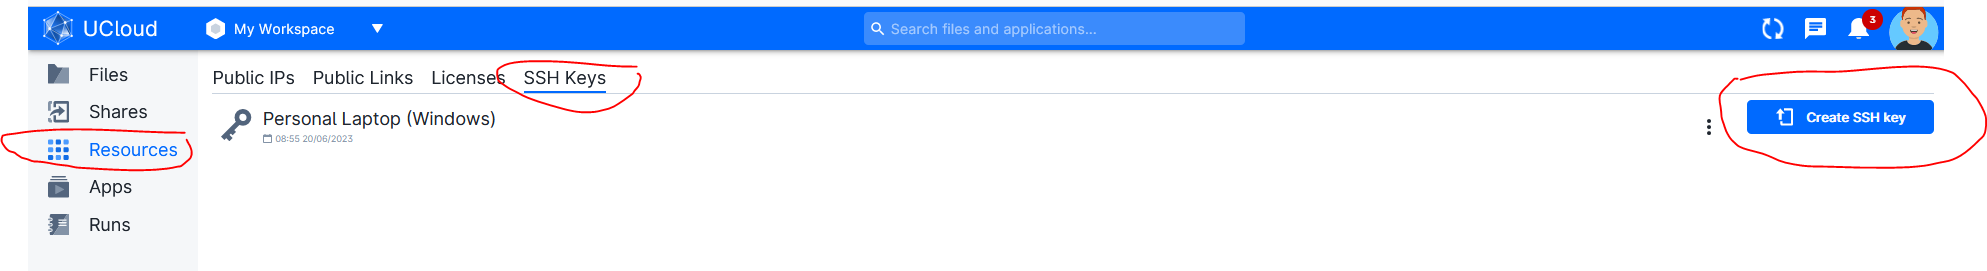 UCloud
My Workspace
Search files and applications...
3
Files
Shares
Resources
Apps
Runs
Public IPs Public Links Licenses SSH Keys
Personal Laptop (Windows)
08:55 20/06/2023
Create SSH key